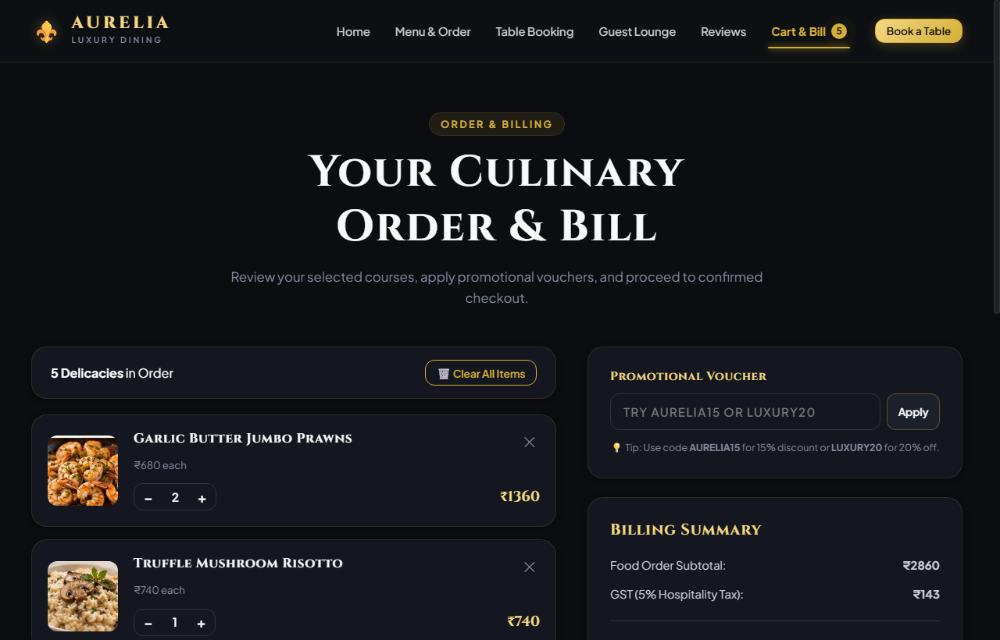 AURELIA
LUXURY DINING
Home
Menu & Order
Table Booking
Guest Lounge
Reviews
Cart & Bill 5
Book a Table
ORDER & BILLING
Your Culinary
Order & Bill
Review your selected courses, apply promotional vouchers, and proceed to confirmed
checkout.
5 Delicacies in Order
🗑️ Clear All Items
Garlic Butter Jumbo Prawns
₹680 each
− 2 +
₹1360
Truffle Mushroom Risotto
₹740 each
− 1 +
₹740
Promotional Voucher
TRY AURELIA15 OR LUXURY20
Apply
💡 Tip: Use code AURELIA15 for 15% discount or LUXURY20 for 20% off.
Billing Summary
Food Order Subtotal: ₹2860
GST (5% Hospitality Tax): ₹143